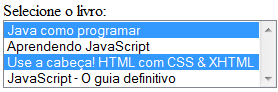 Selecione o livro:
Java como programar
Aprendendo JavaScript
Use a cabeça! HTML com CSS & XHTML
JavaScript - O guia definitivo